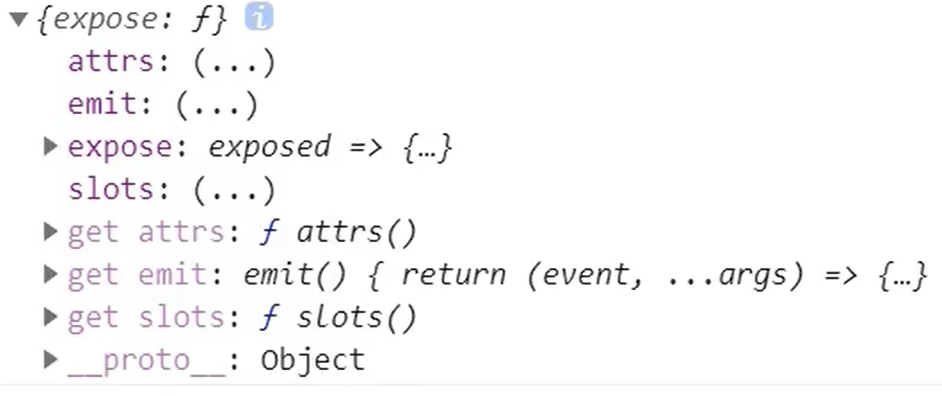 ▼{expose: ƒ} i
attrs: (...)
emit: (...)
▶ expose: exposed => {…}
slots: (...)
▶ get attrs: ƒ attrs()
▶ get emit: emit() { return (event, ...args) => {…}
▶ get slots: ƒ slots()
▶ __proto__: Object